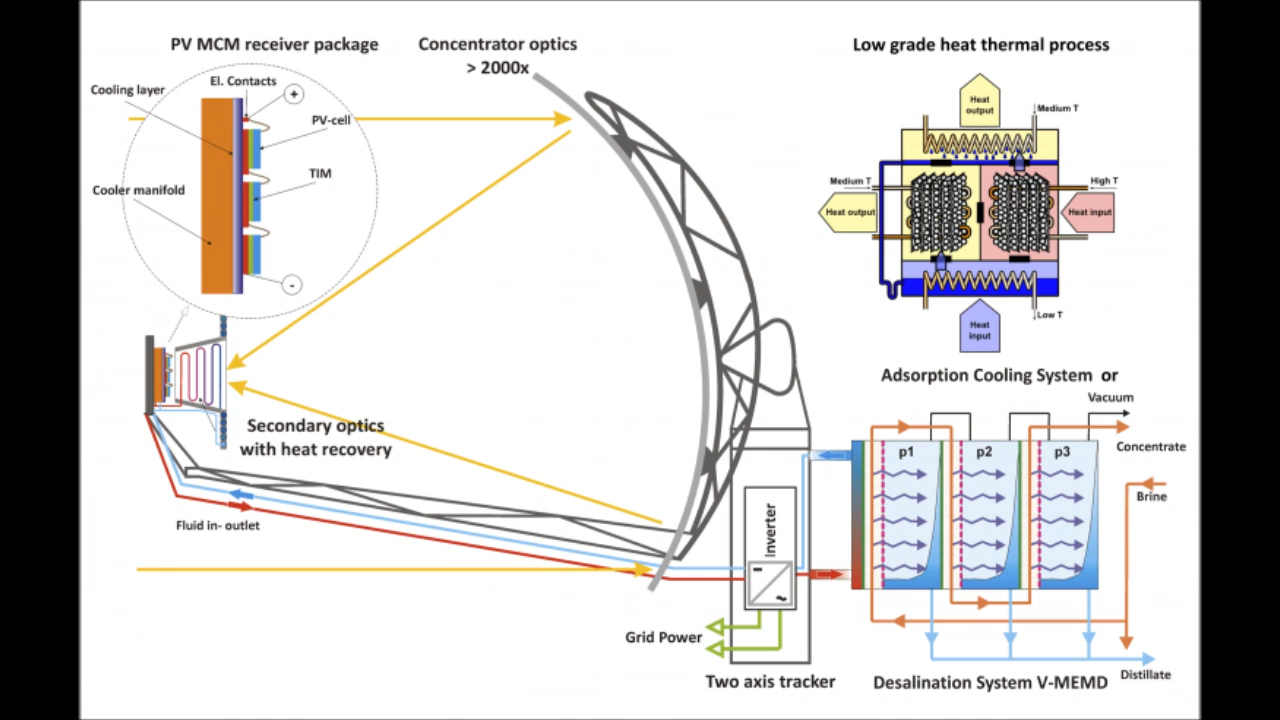 PV MCM receiver package
Concentrator optics
> 2000x
Low grade heat thermal process
Cooling layer
El. Contacts
+
PV-cell
TIM
Cooler manifold
-
Heat
output
Medium T
Medium T
High T
Heat output
Heat input
Low T
Heat
input
Adsorption Cooling System or
Secondary optics
with heat recovery
Fluid in- outlet
Vacuum
Concentrate
p1
p2
p3
Brine
Inverter
-
~
Grid Power
Two axis tracker
Desalination System V-MEMD
Distillate